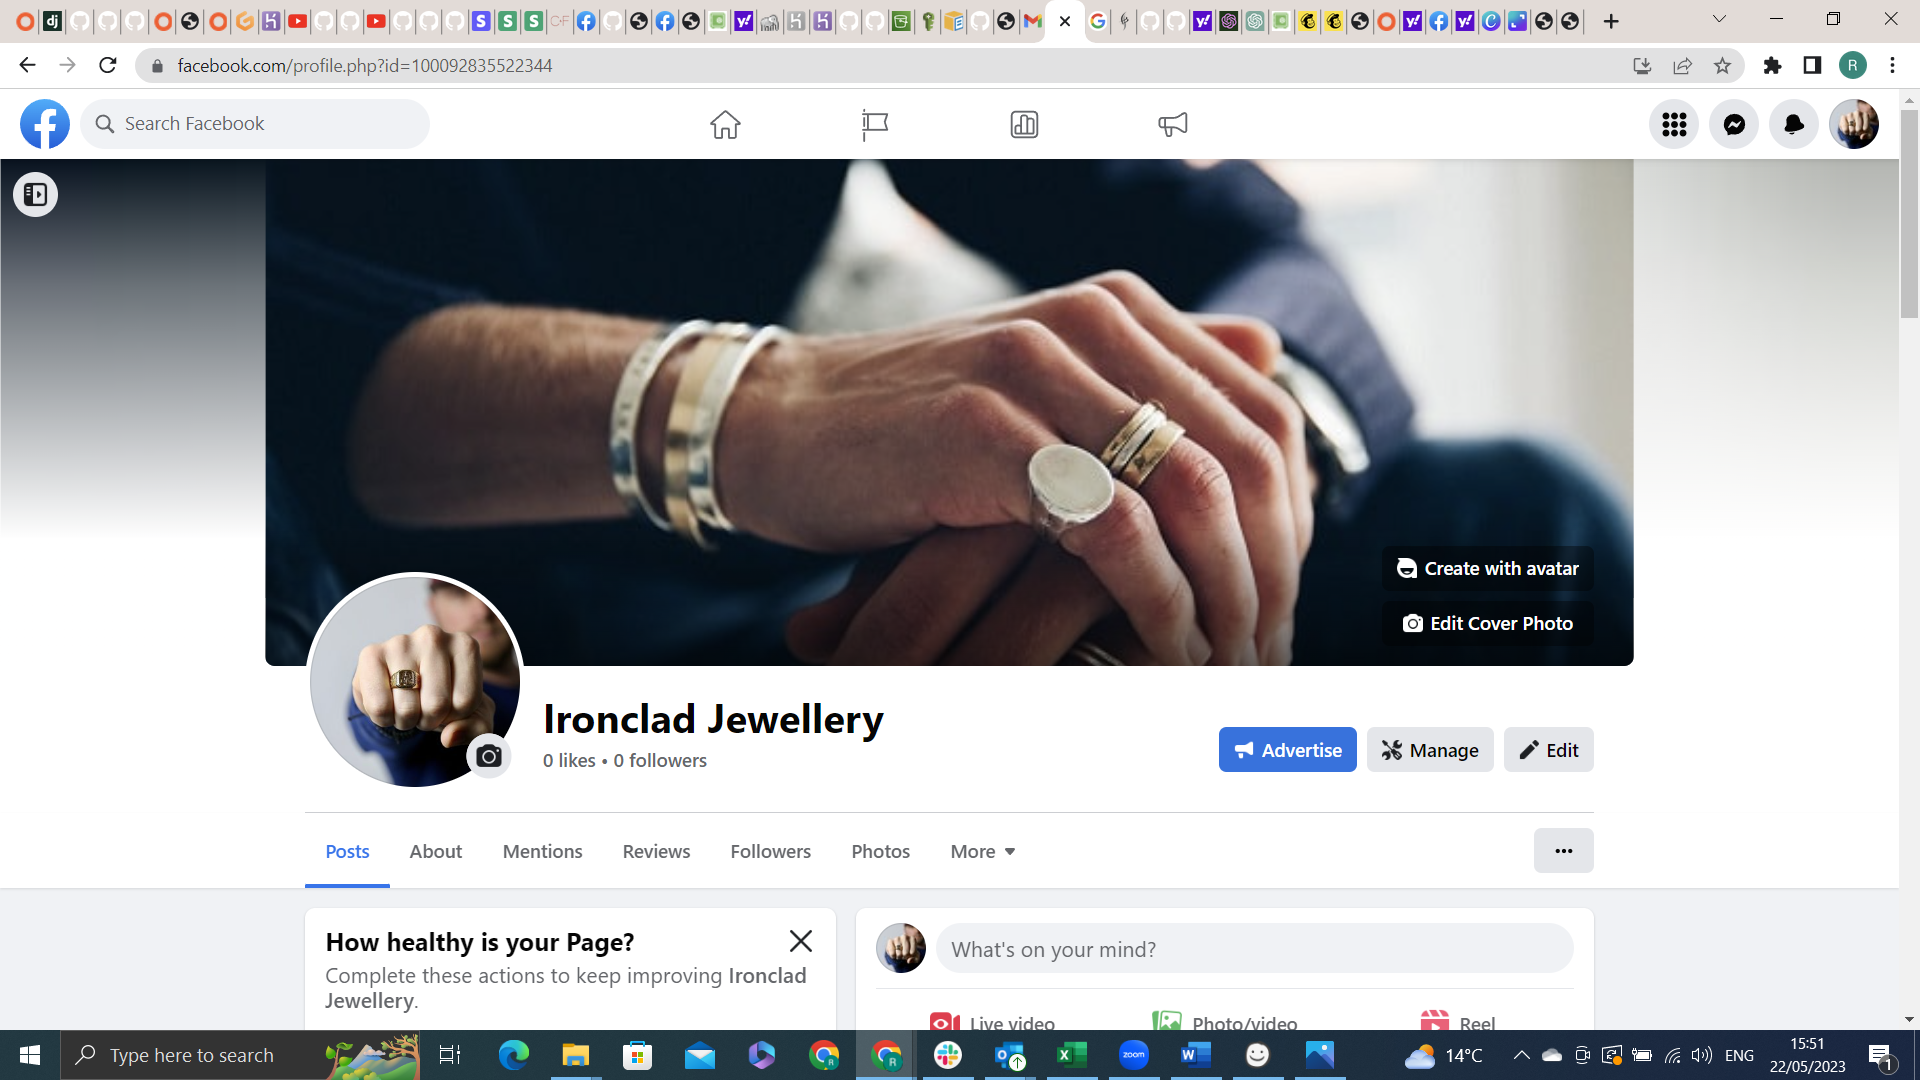 facebook.com/profile.php?id=100092835522344
R
Search Facebook
Create with avatar
Edit Cover Photo
Ironclad Jewellery
0 likes • 0 followers
Advertise
Manage
Edit
Posts
About
Mentions
Reviews
Followers
Photos
More
How healthy is your Page?
Complete these actions to keep improving Ironclad
Jewellery.
What's on your mind?
Live video
Photo/video
Reel
Type here to search
zoom
14°C
ENG
15:51
22/05/2023
1